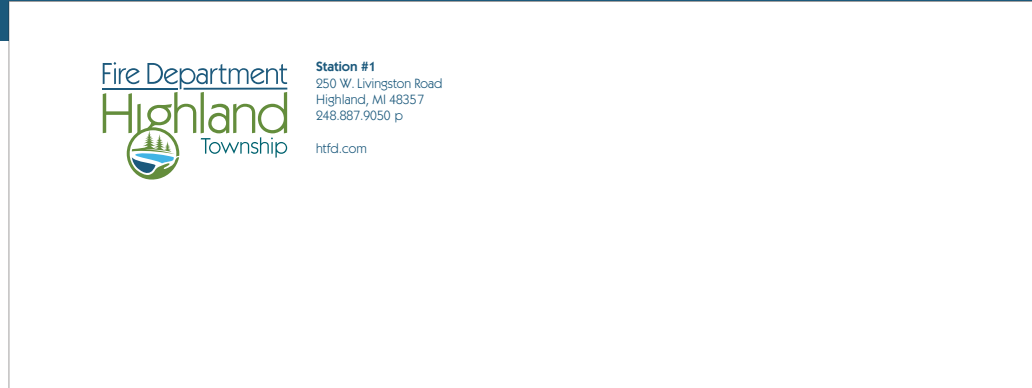 Fire Department
Highland
Township
Station #1
250 W. Livingston Road
Highland, MI 48357
248.887.9050 p
htfd.com